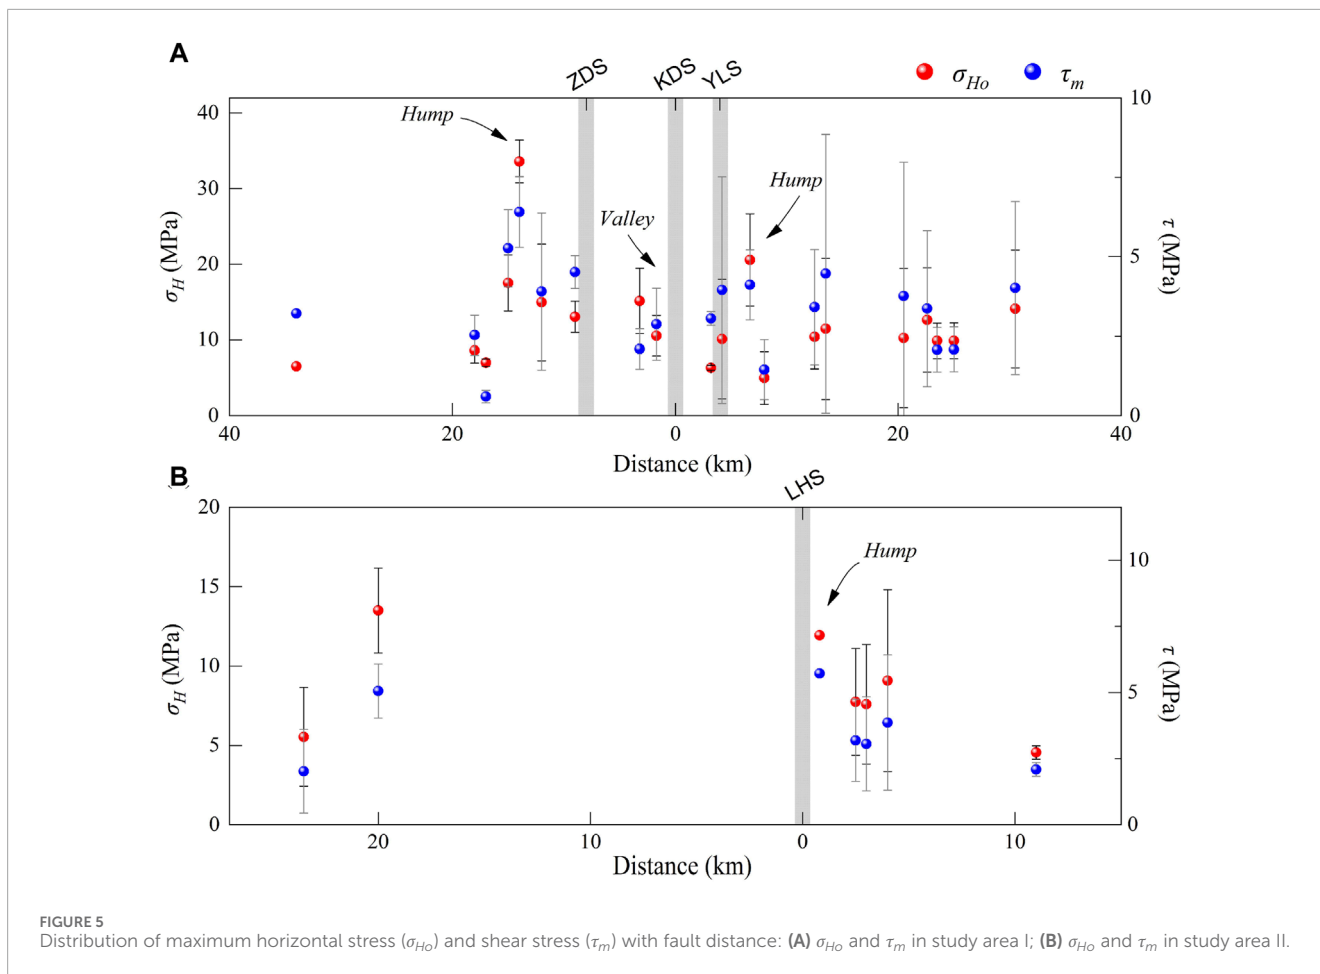 A
ZDS
KDS
YLS
σHo
τm
Hump
Valley
Hump
σH (MPa)
40
30
20
10
0
τ (MPa)
10
5
0
40
20
0
20
40
Distance (km)
B
LHS
Hump
σH (MPa)
20
15
10
5
0
τ (MPa)
10
5
0
20
10
0
10
Distance (km)
FIGURE 5
Distribution of maximum horizontal stress (σHo) and shear stress (τm) with fault distance: (A) σHo and τm in study area I; (B) σHo and τm in study area II.